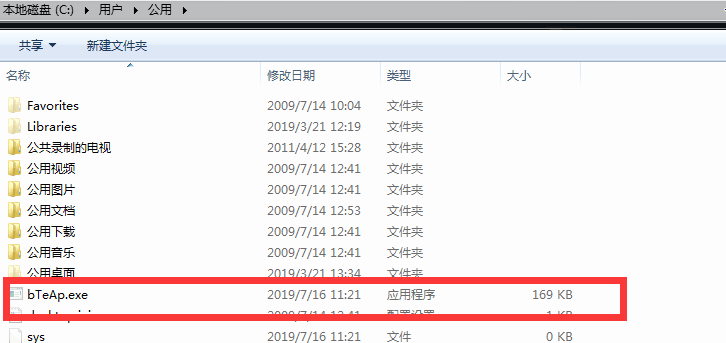 本地磁盘 (C:) ▸ 用户 ▸ 公用 ▸
共享 ▼ 新建文件夹
名称 修改日期 类型 大小
Favorites 2009/7/14 10:04 文件夹
Libraries 2019/3/21 12:19 文件夹
公共录制的电视 2011/4/12 15:28 文件夹
公用视频 2009/7/14 12:41 文件夹
公用图片 2009/7/14 12:41 文件夹
公用文档 2009/7/14 12:53 文件夹
公用下载 2009/7/14 12:41 文件夹
公用音乐 2009/7/14 12:41 文件夹
公用桌面 2019/3/21 13:34 文件夹
bTeAp.exe 2019/7/16 11:21 应用程序 169 KB
2009/7/14 12:41 配置设置 1 KB
sys 2019/7/16 11:21 文件 0 KB